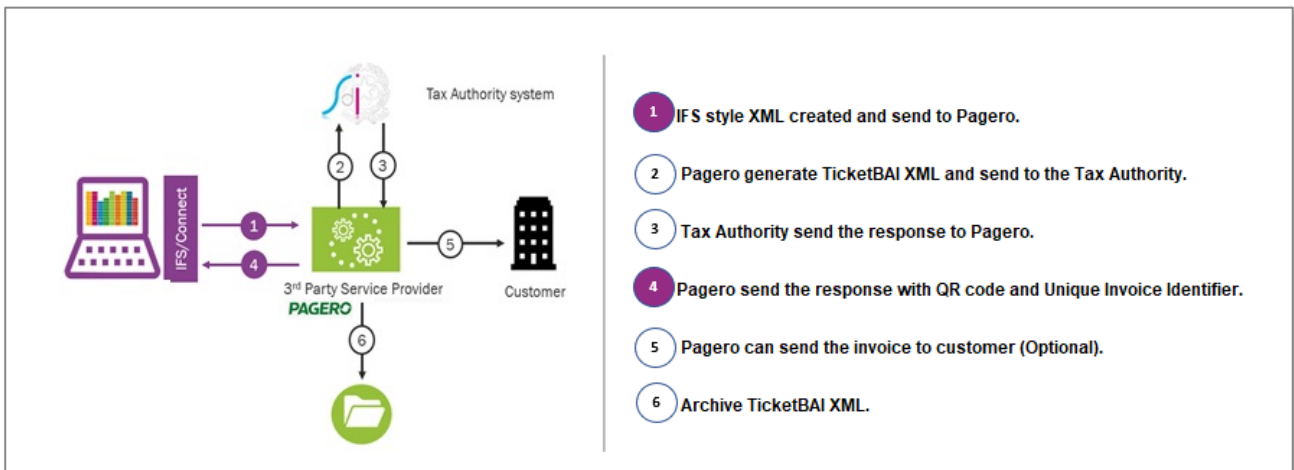 Tax Authority system
2
3
IFS/Connect
1
4
5
3rd Party Service Provider
PAGERO
Customer
6
1 IFS style XML created and send to Pagero.
2 Pagero generate TicketBAI XML and send to the Tax Authority.
3 Tax Authority send the response to Pagero.
4 Pagero send the response with QR code and Unique Invoice Identifier.
5 Pagero can send the invoice to customer (Optional).
6 Archive TicketBAI XML.